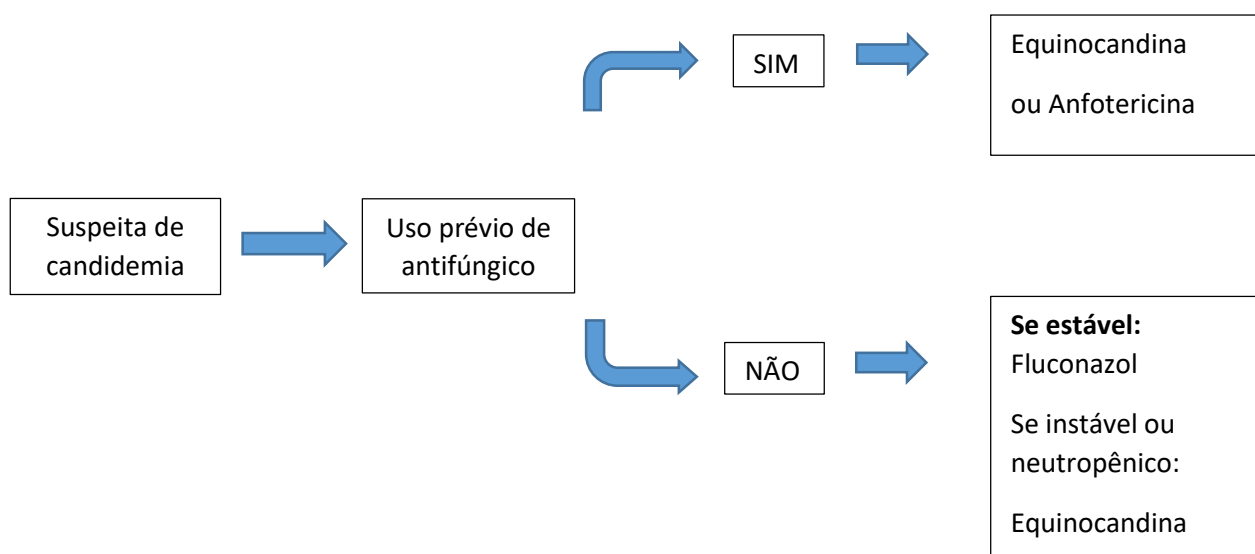 Suspeita de
candidemia
Uso prévio de
antifúngico
SIM
Equinocandina
ou Anfotericina
NÃO
Se estável:
Fluconazol
Se instável ou
neutropênico:
Equinocandina